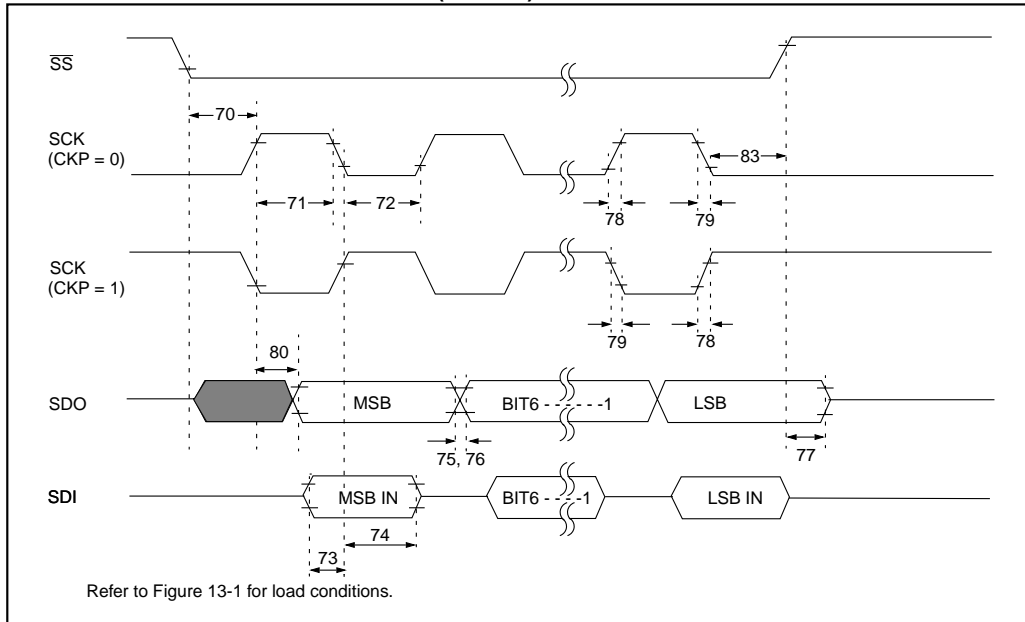 SS
70
SCK
(CKP = 0)
83
71
72
78
79
SCK
(CKP = 1)
79
78
80
SDO
MSB
BIT6 - - - - - -1
LSB
75, 76
77
SDI
MSB IN
BIT6 - - - -1
LSB IN
74
73
Refer to Figure 13-1 for load conditions.